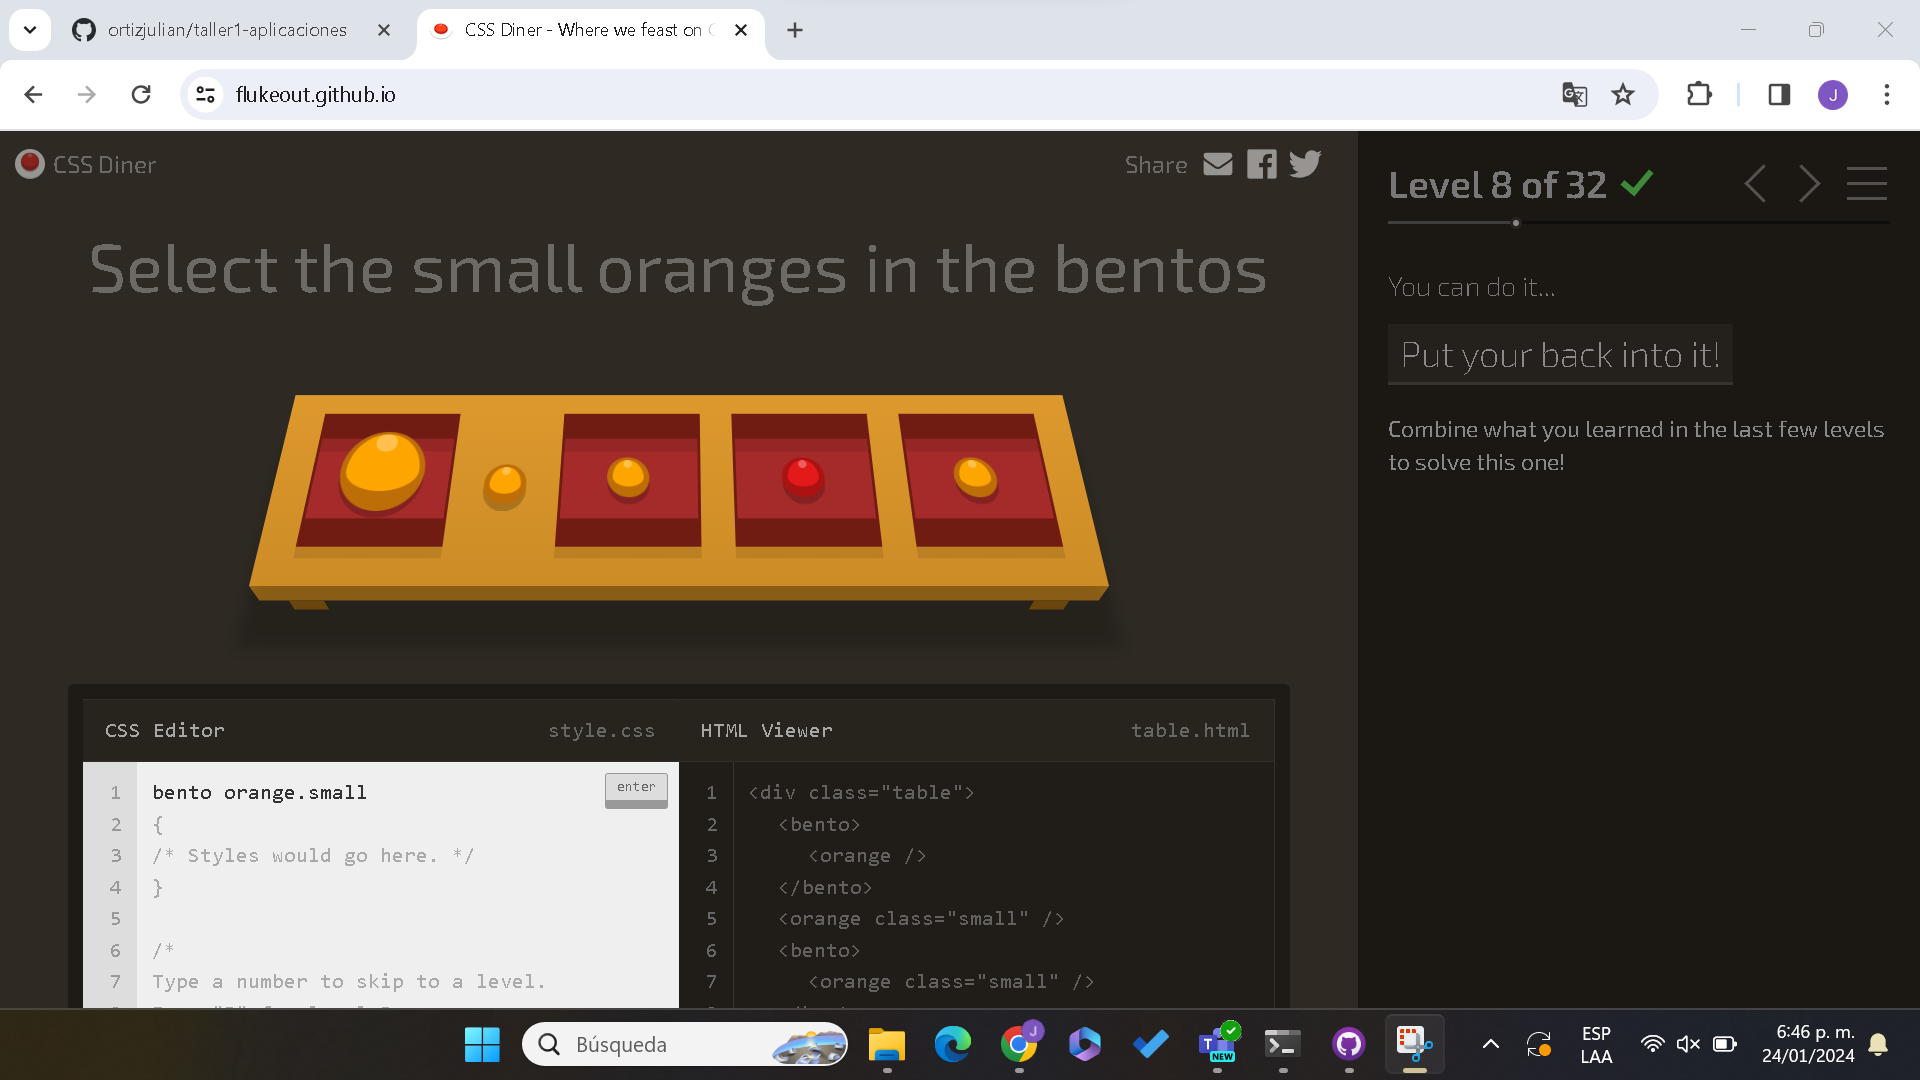 ortizjulian/taller1-aplicaciones
CSS Diner - Where we feast on
flukeout.github.io
J
CSS Diner
Share
Level 8 of 32
Select the small oranges in the bentos
You can do it...
Put your back into it!
Combine what you learned in the last few levels
to solve this one!
CSS Editor
style.css
HTML Viewer
table.html
enter
1 bento orange.small
2 {
3 /* Styles would go here. */
4 }
5
6 /*
7 Type a number to skip to a level.
1 <div class="table">
2 <bento>
3 <orange />
4 </bento>
5 <orange class="small" />
6 <bento>
7 <orange class="small" />
Búsqueda
J
NEW
ESP
LAA
6:46 p. m.
24/01/2024